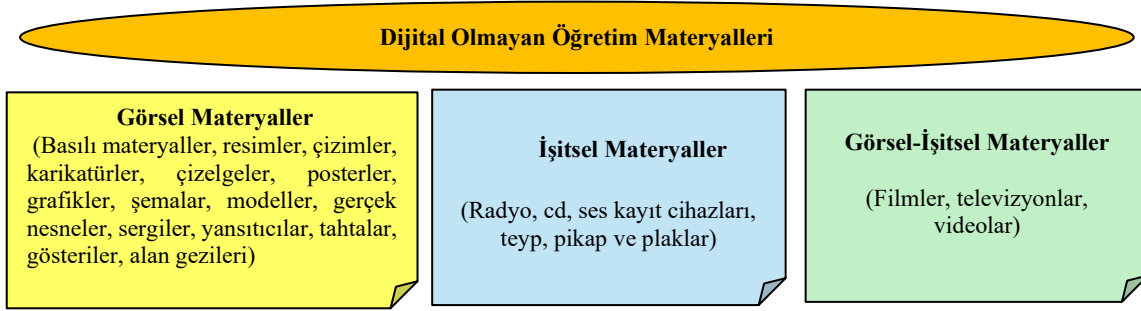 Dijital Olmayan Öğretim Materyalleri
Görsel Materyaller
(Basılı materyaller, resimler, çizimler,
karikatürler, çizelgeler, posterler,
grafikler, şemalar, modeller, gerçek
nesneler, sergiler, yansıtıcılar, tahtalar,
gösteriler, alan gezileri)
İşitsel Materyaller
(Radyo, cd, ses kayıt cihazları,
teyp, pikap ve plaklar)
Görsel-İşitsel Materyaller
(Filmler, televizyonlar,
videolar)